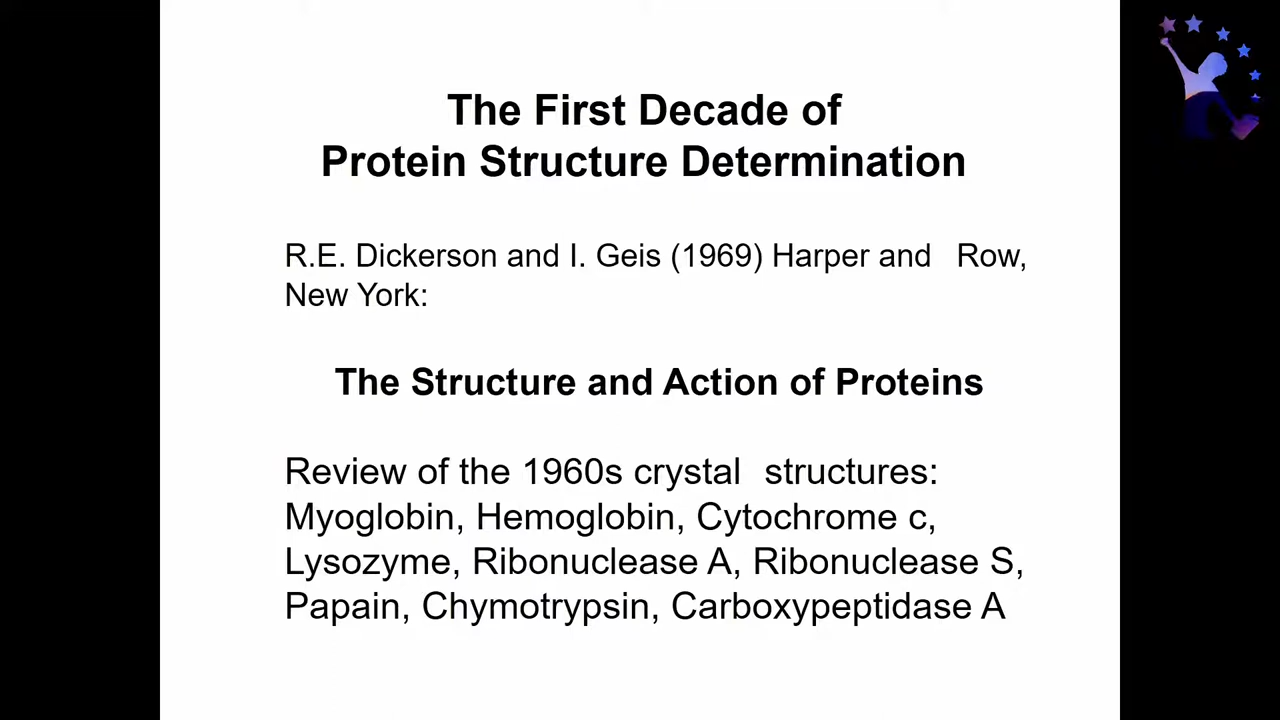 The First Decade of
Protein Structure Determination
R.E. Dickerson and I. Geis (1969) Harper and Row,
New York:
The Structure and Action of Proteins
Review of the 1960s crystal structures:
Myoglobin, Hemoglobin, Cytochrome c,
Lysozyme, Ribonuclease A, Ribonuclease S,
Papain, Chymotrypsin, Carboxypeptidase A